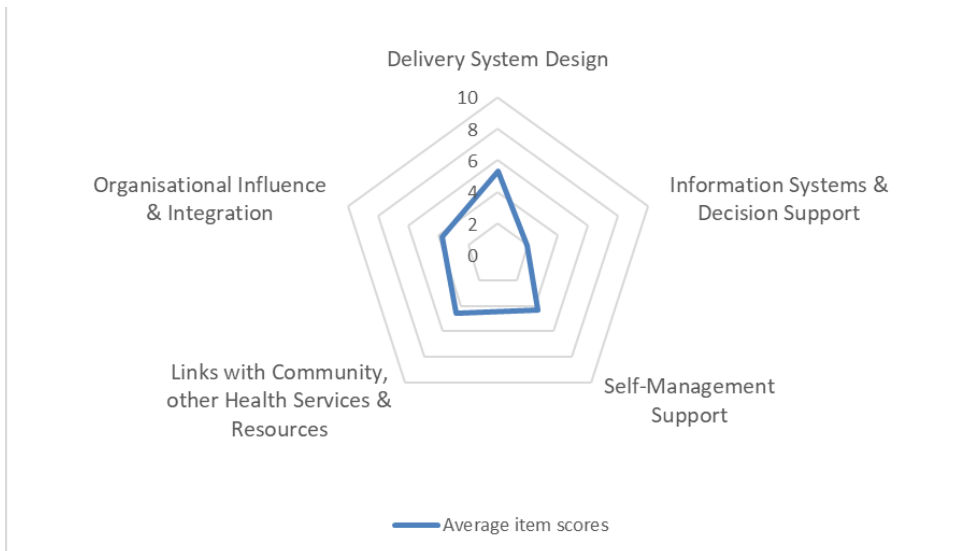 Delivery System Design
10
8
6
4
2
0
Information Systems &
Decision Support
Self-Management
Support
Links with Community,
other Health Services &
Resources
Organisational Influence
& Integration
Average item scores